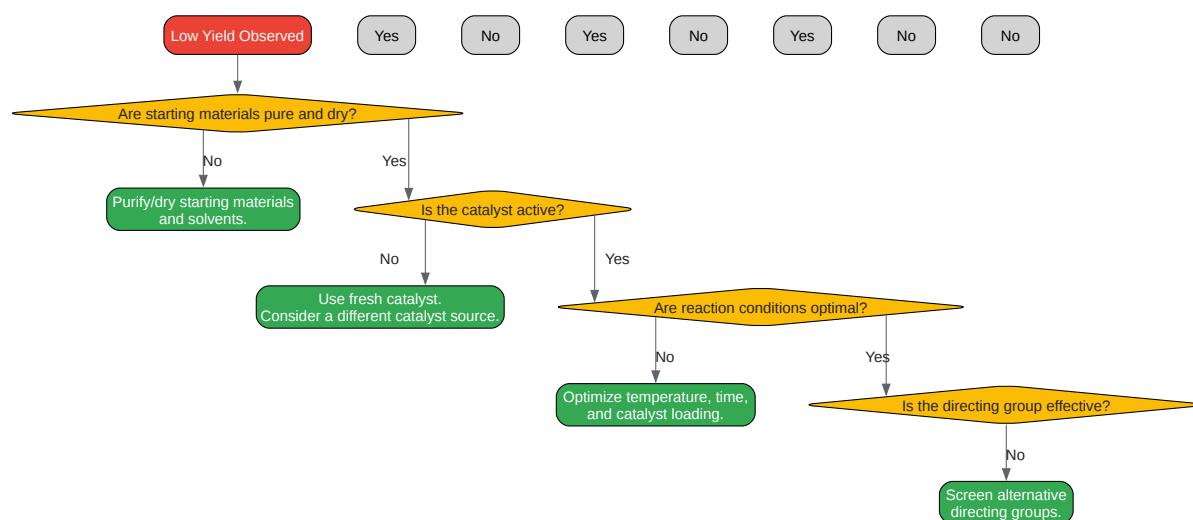 Low Yield Observed
Yes
No
Yes
No
Yes
No
No
Are starting materials pure and dry?
No
Yes
Purify/dry starting materials
and solvents.
Is the catalyst active?
No
Yes
Use fresh catalyst.
Consider a different catalyst source.
Are reaction conditions optimal?
No
Yes
Optimize temperature, time,
and catalyst loading.
Is the directing group effective?
No
Screen alternative
directing groups.